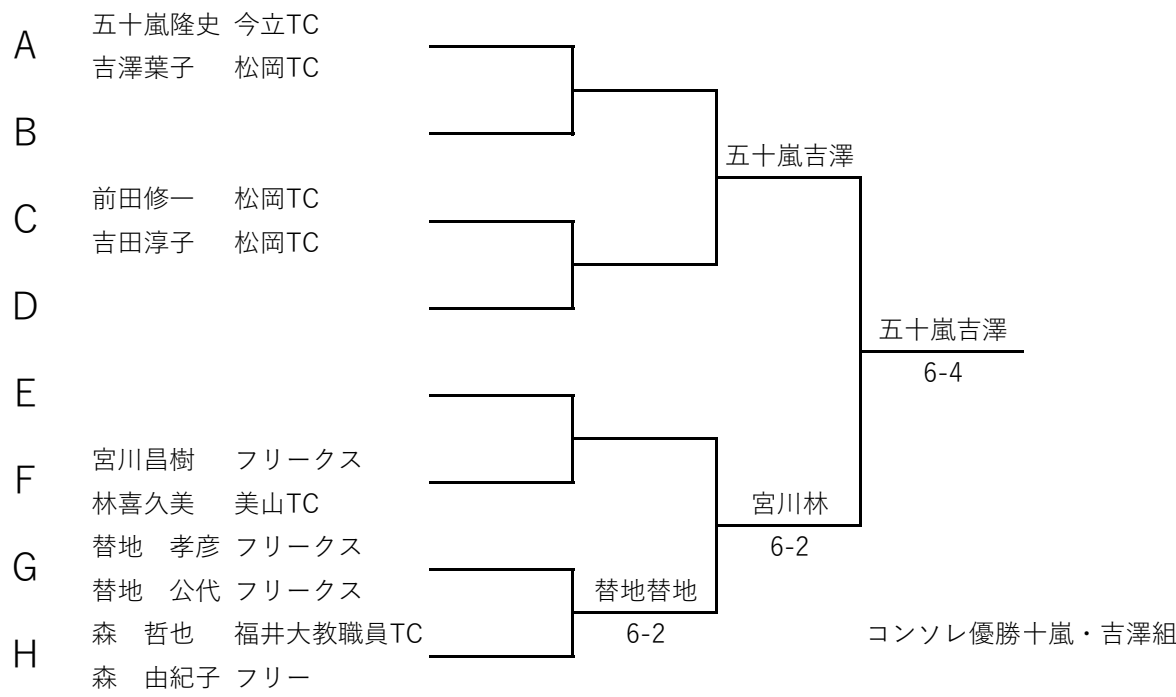 A
五十嵐隆史 今立TC
吉澤葉子 松岡TC
B
五十嵐吉澤
C
前田修一 松岡TC
吉田淳子 松岡TC
D
五十嵐吉澤
6-4
E
F
宮川昌樹 フリークス
林喜久美 美山TC
宮川林
6-2
G
替地 孝彦 フリークス
替地 公代 フリークス
替地替地
6-2
H
森 哲也 福井大教職員TC
森 由紀子 フリー
コンソレ優勝十嵐・吉澤組